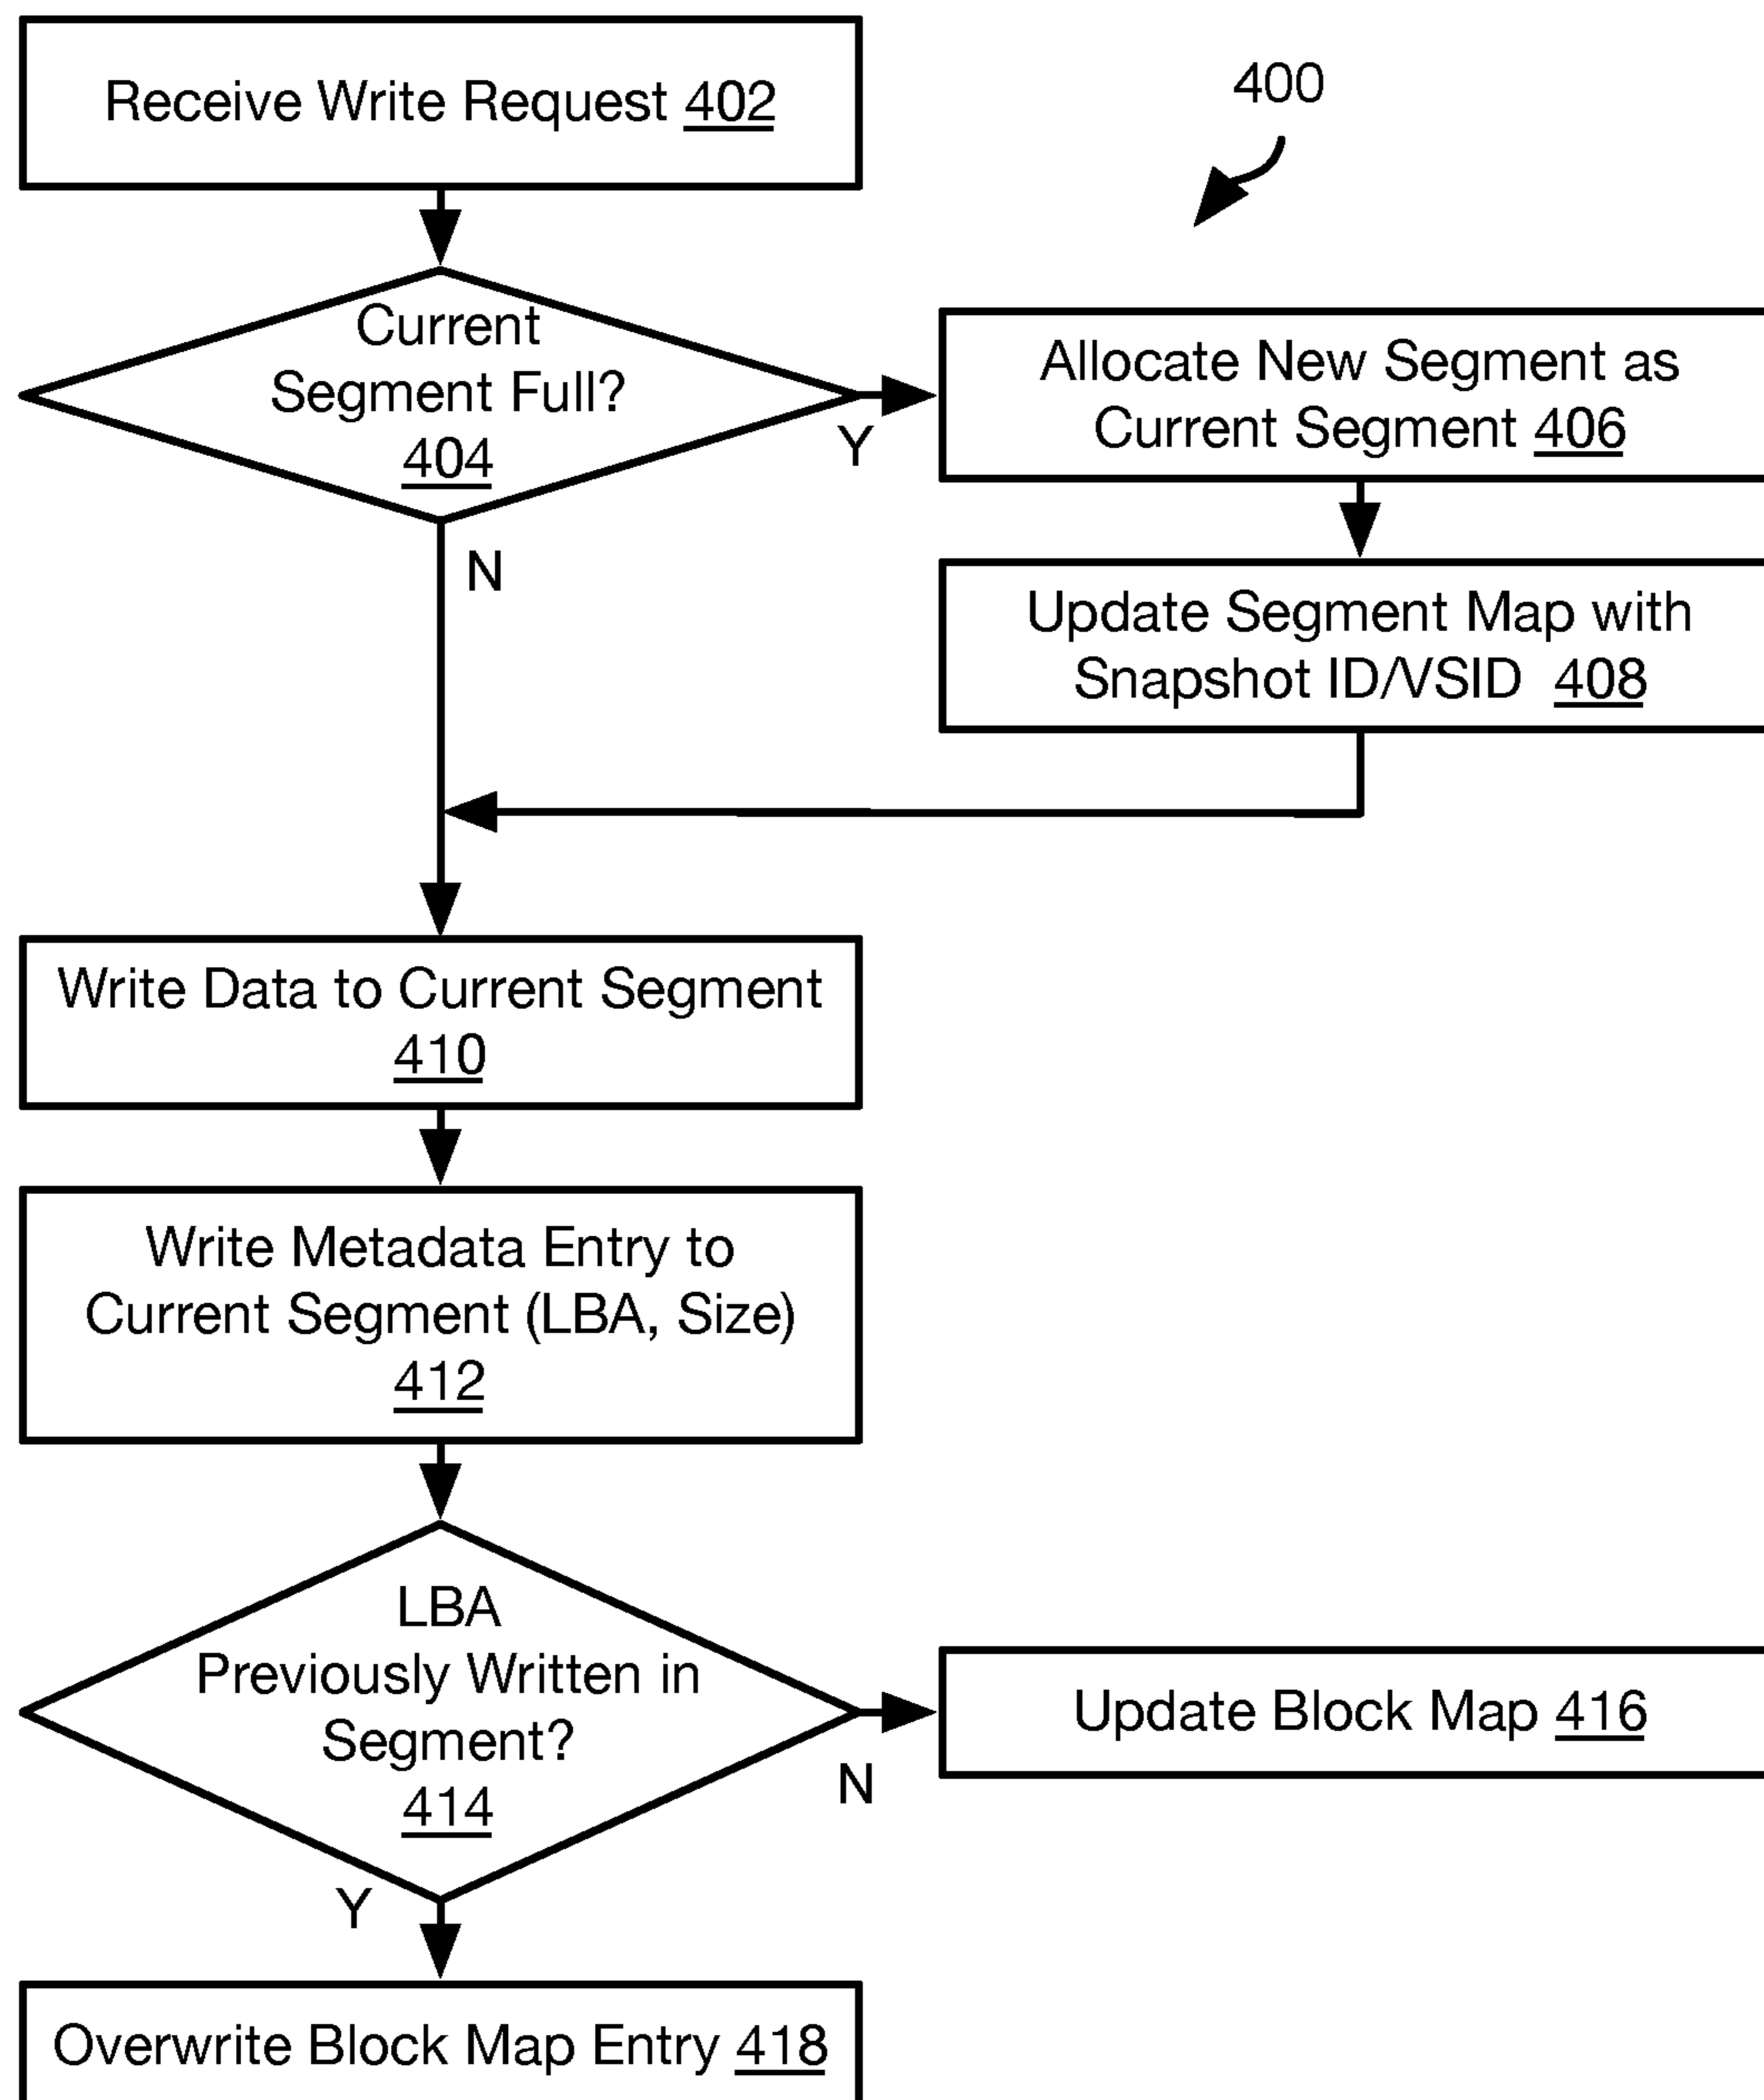 Receive Write Request 402
400
Current
Segment Full?
404
Y
N
Allocate New Segment as
Current Segment 406
Update Segment Map with
Snapshot ID/VSID 408
Write Data to Current Segment
410
Write Metadata Entry to
Current Segment (LBA, Size)
412
LBA
Previously Written in
Segment?
414
N
Y
Update Block Map 416
Overwrite Block Map Entry 418